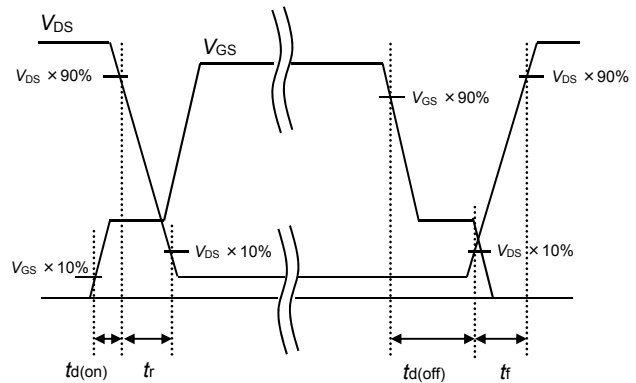 VDS
VGS
VDS × 90%
VGS × 90%
VDS × 90%
VGS × 10%
VDS × 10%
VDS × 10%
td(on)
tr
td(off)
tf